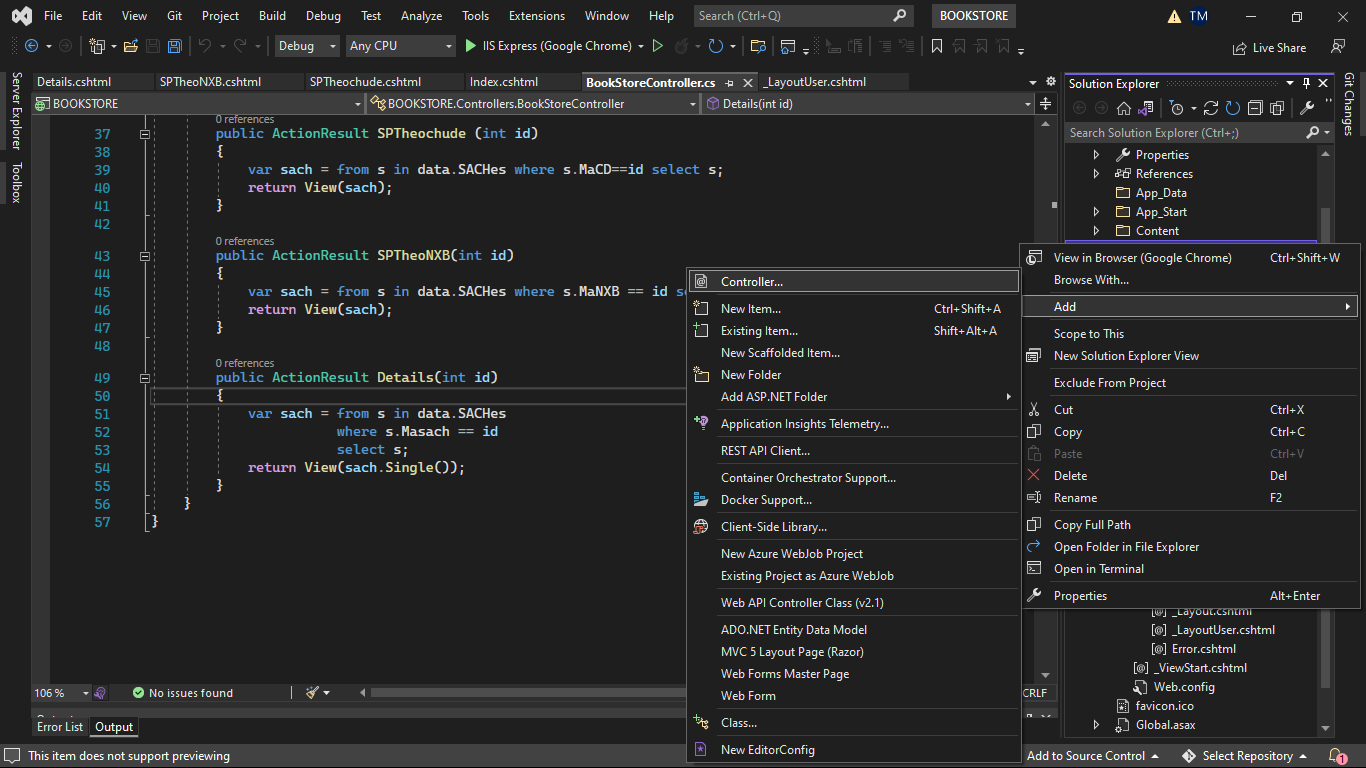 File Edit View Git Project Build Debug Test Analyze Tools Extensions Window Help Search (Ctrl+Q) BOOKSTORE TM
Debug Any CPU IIS Express (Google Chrome) Live Share
Server Explorer
Toolbox
Details.cshtml SPTheoNXB.cshtml SPTheochude.cshtml Index.cshtml BookStoreController.cs _LayoutUser.cshtml
BOOKSTORE BOOKSTORE.Controllers.BookStoreController Details(int id)
0 references
37 public ActionResult SPTheochude (int id)
38 {
39 var sach = from s in data.SACHes where s.MaCD==id select s;
40 return View(sach);
41 }
42
0 references
43 public ActionResult SPTheoNXB(int id)
44 {
45 var sach = from s in data.SACHes where s.MaNXB == id se
46 return View(sach);
47 }
48
0 references
49 public ActionResult Details(int id)
50 {
51 var sach = from s in data.SACHes
52 where s.Masach == id
53 select s;
54 return View(sach.Single());
55 }
56 }
57 }
106 % No issues found CRLF
Error List Output
This item does not support previewing
Controller...
New Item... Ctrl+Shift+A
Existing Item... Shift+Alt+A
New Scaffolded Item...
New Folder
Add ASP.NET Folder
Application Insights Telemetry...
REST API Client...
Container Orchestrator Support...
Docker Support...
Client-Side Library...
New Azure WebJob Project
Existing Project as Azure WebJob
Web API Controller Class (v2.1)
ADO.NET Entity Data Model
MVC 5 Layout Page (Razor)
Web Forms Master Page
Web Form
Class...
New EditorConfig
Solution Explorer
Search Solution Explorer (Ctrl+;)
Properties
References
App_Data
App_Start
Content
View in Browser (Google Chrome) Ctrl+Shift+W
Browse With...
Add
Scope to This
New Solution Explorer View
Exclude From Project
Cut Ctrl+X
Copy Ctrl+C
Paste Ctrl+V
Delete Del
Rename F2
Copy Full Path
Open Folder in File Explorer
Open in Terminal
Properties Alt+Enter
_Layout.cshtml
_LayoutUser.cshtml
Error.cshtml
_ViewStart.cshtml
Web.config
favicon.ico
Global.asax
Git Changes
Add to Source Control Select Repository 1